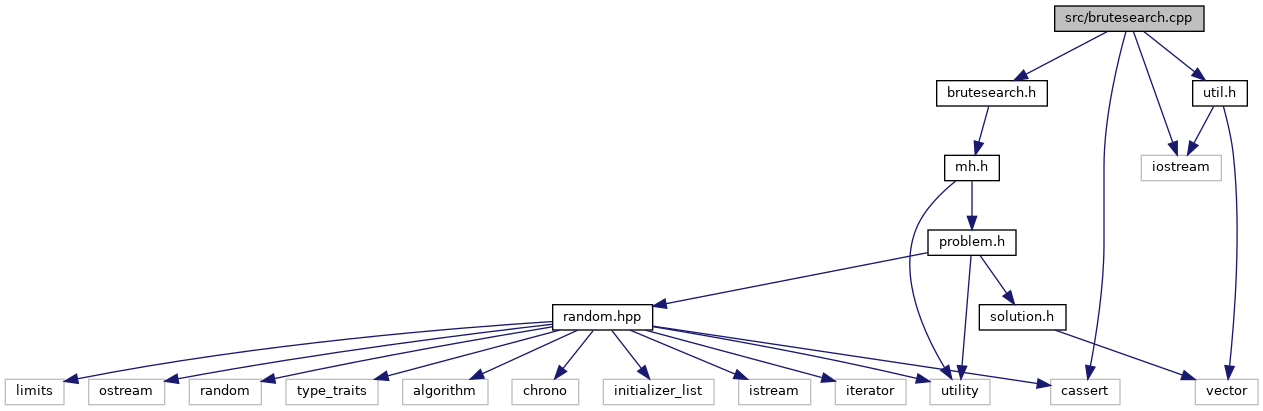 src/brutesearch.cpp
brutesearch.h
util.h
mh.h
iostream
problem.h
random.hpp
solution.h
limits
ostream
random
type_traits
algorithm
chrono
initializer_list
istream
iterator
utility
cassert
vector